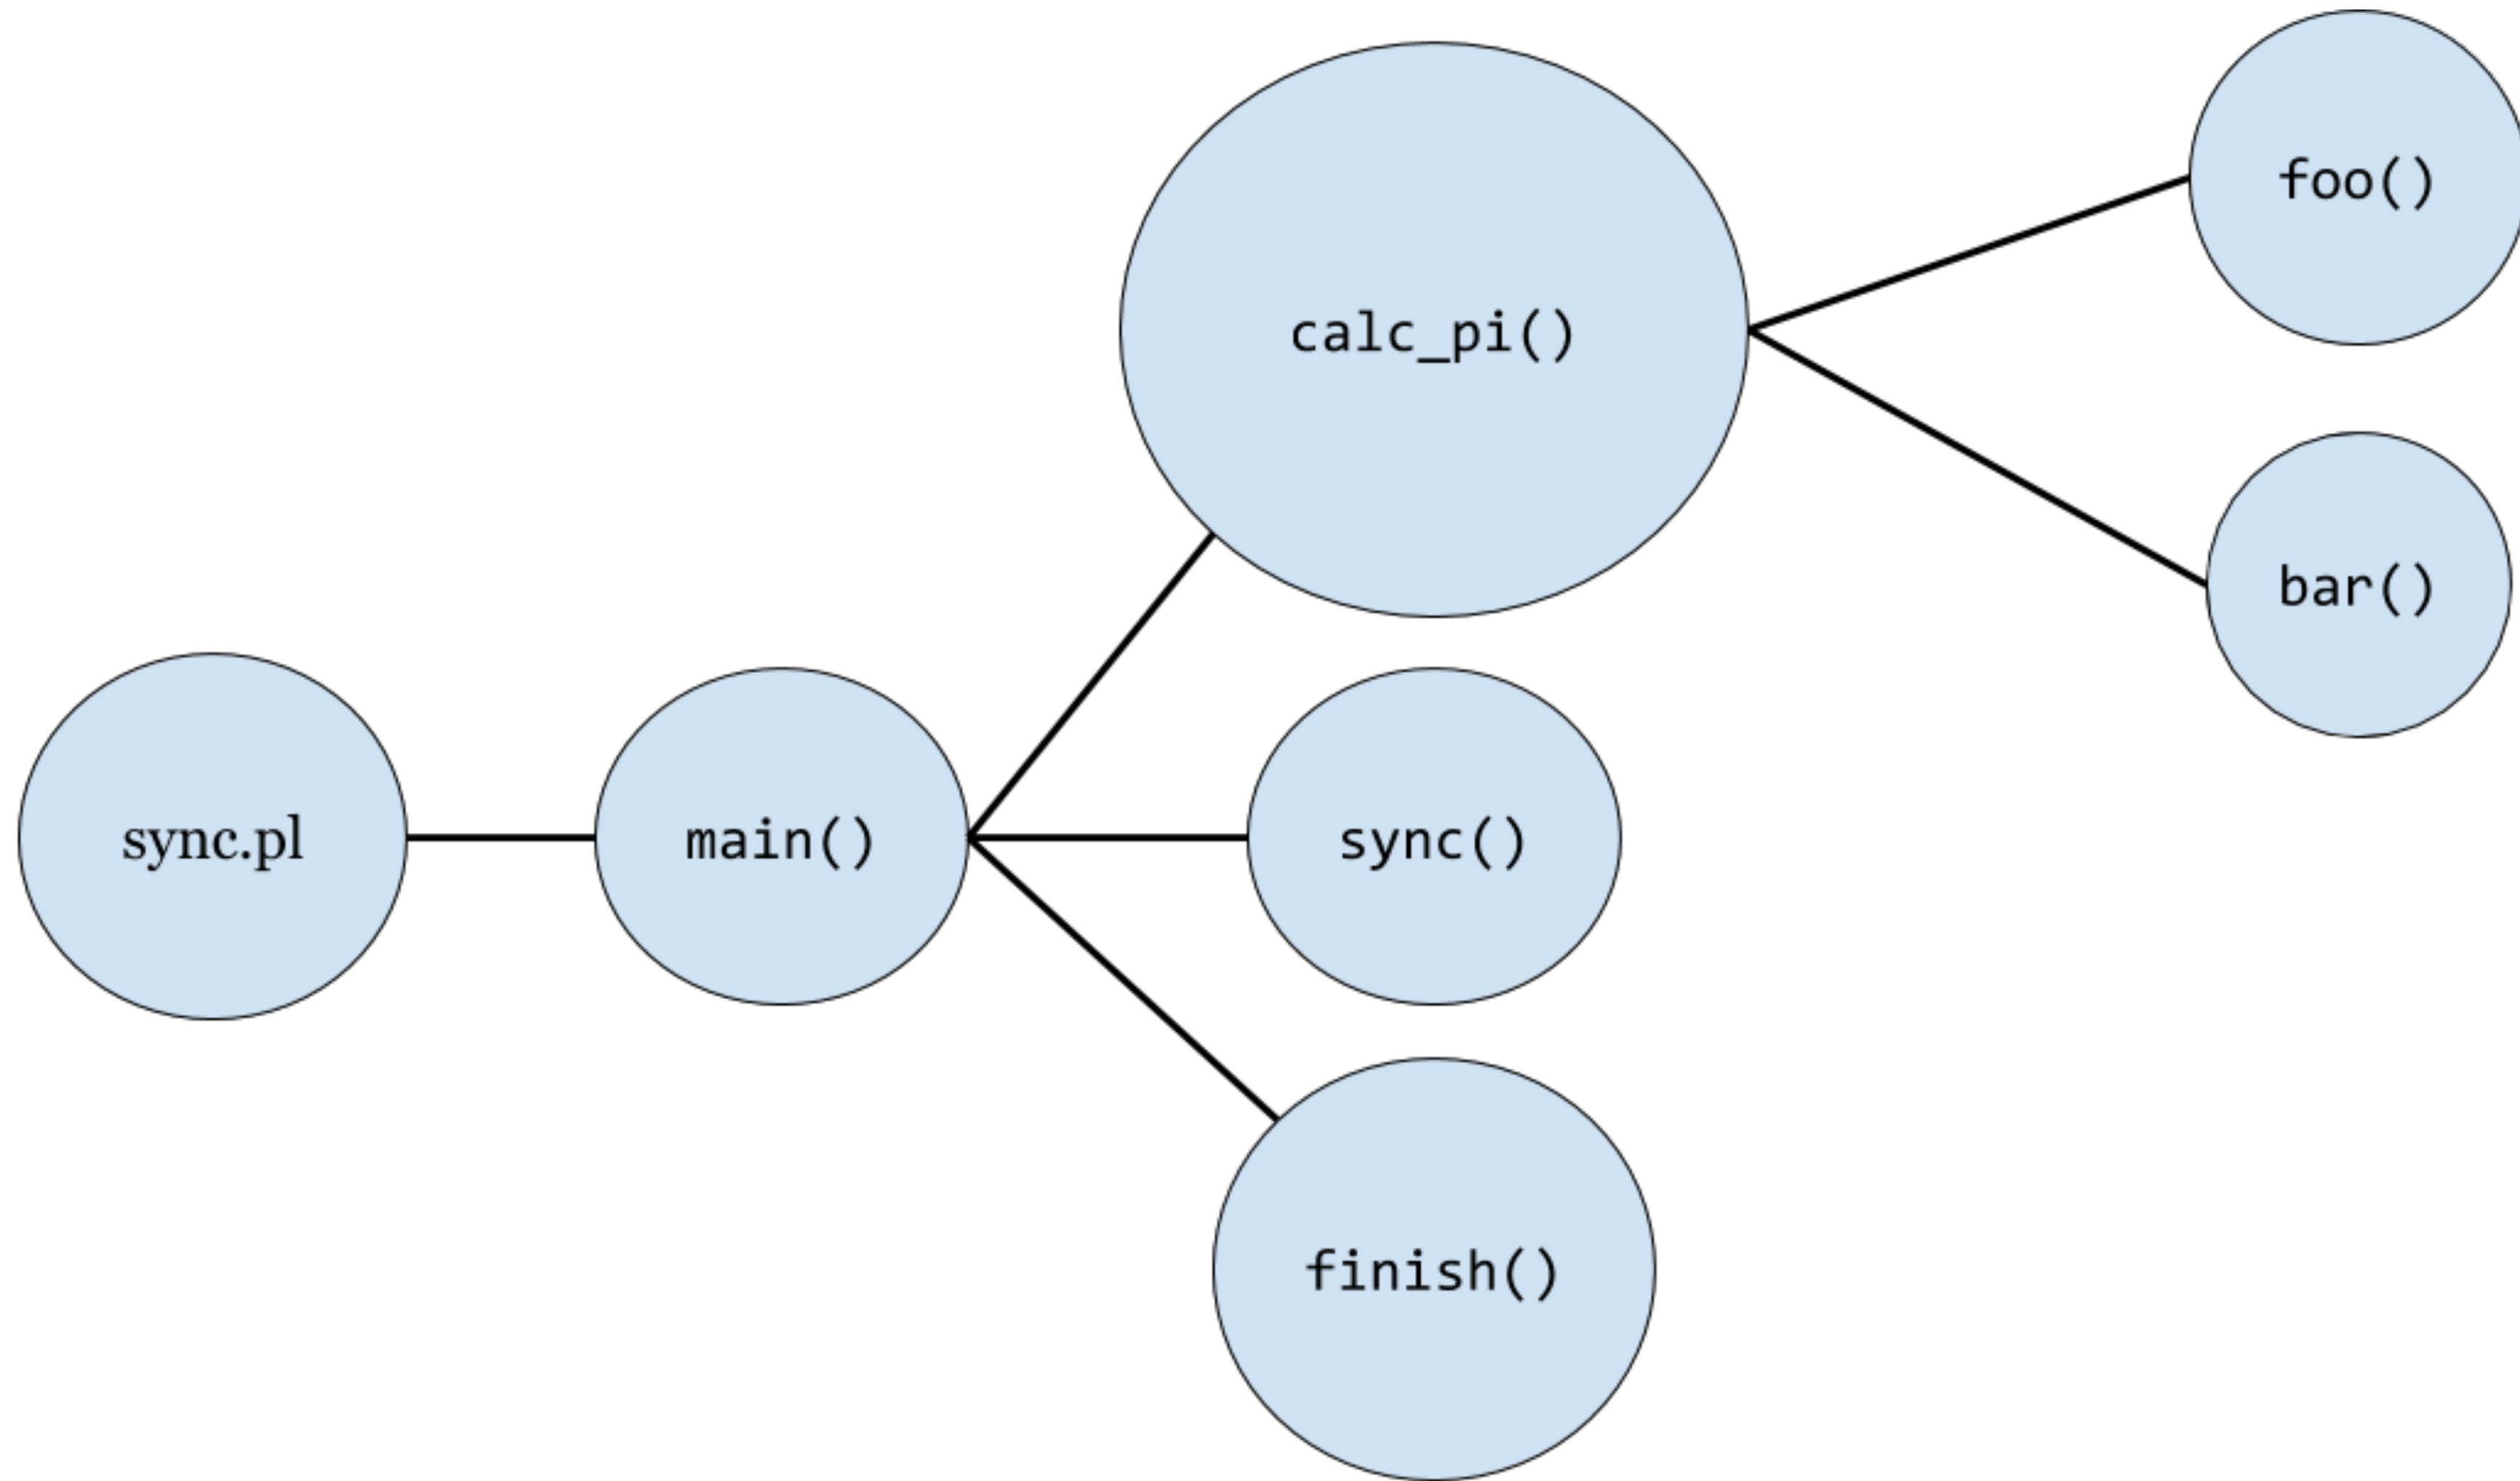 foo()
calc_pi()
bar()
sync.pl
main()
sync()
finish()